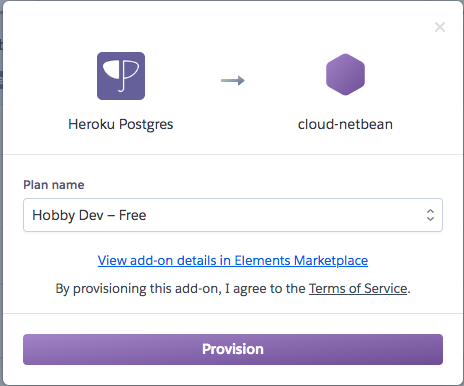 Heroku Postgres
cloud-netbean
Plan name
Hobby Dev – Free
View add-on details in Elements Marketplace
By provisioning this add-on, I agree to the Terms of Service.
Provision